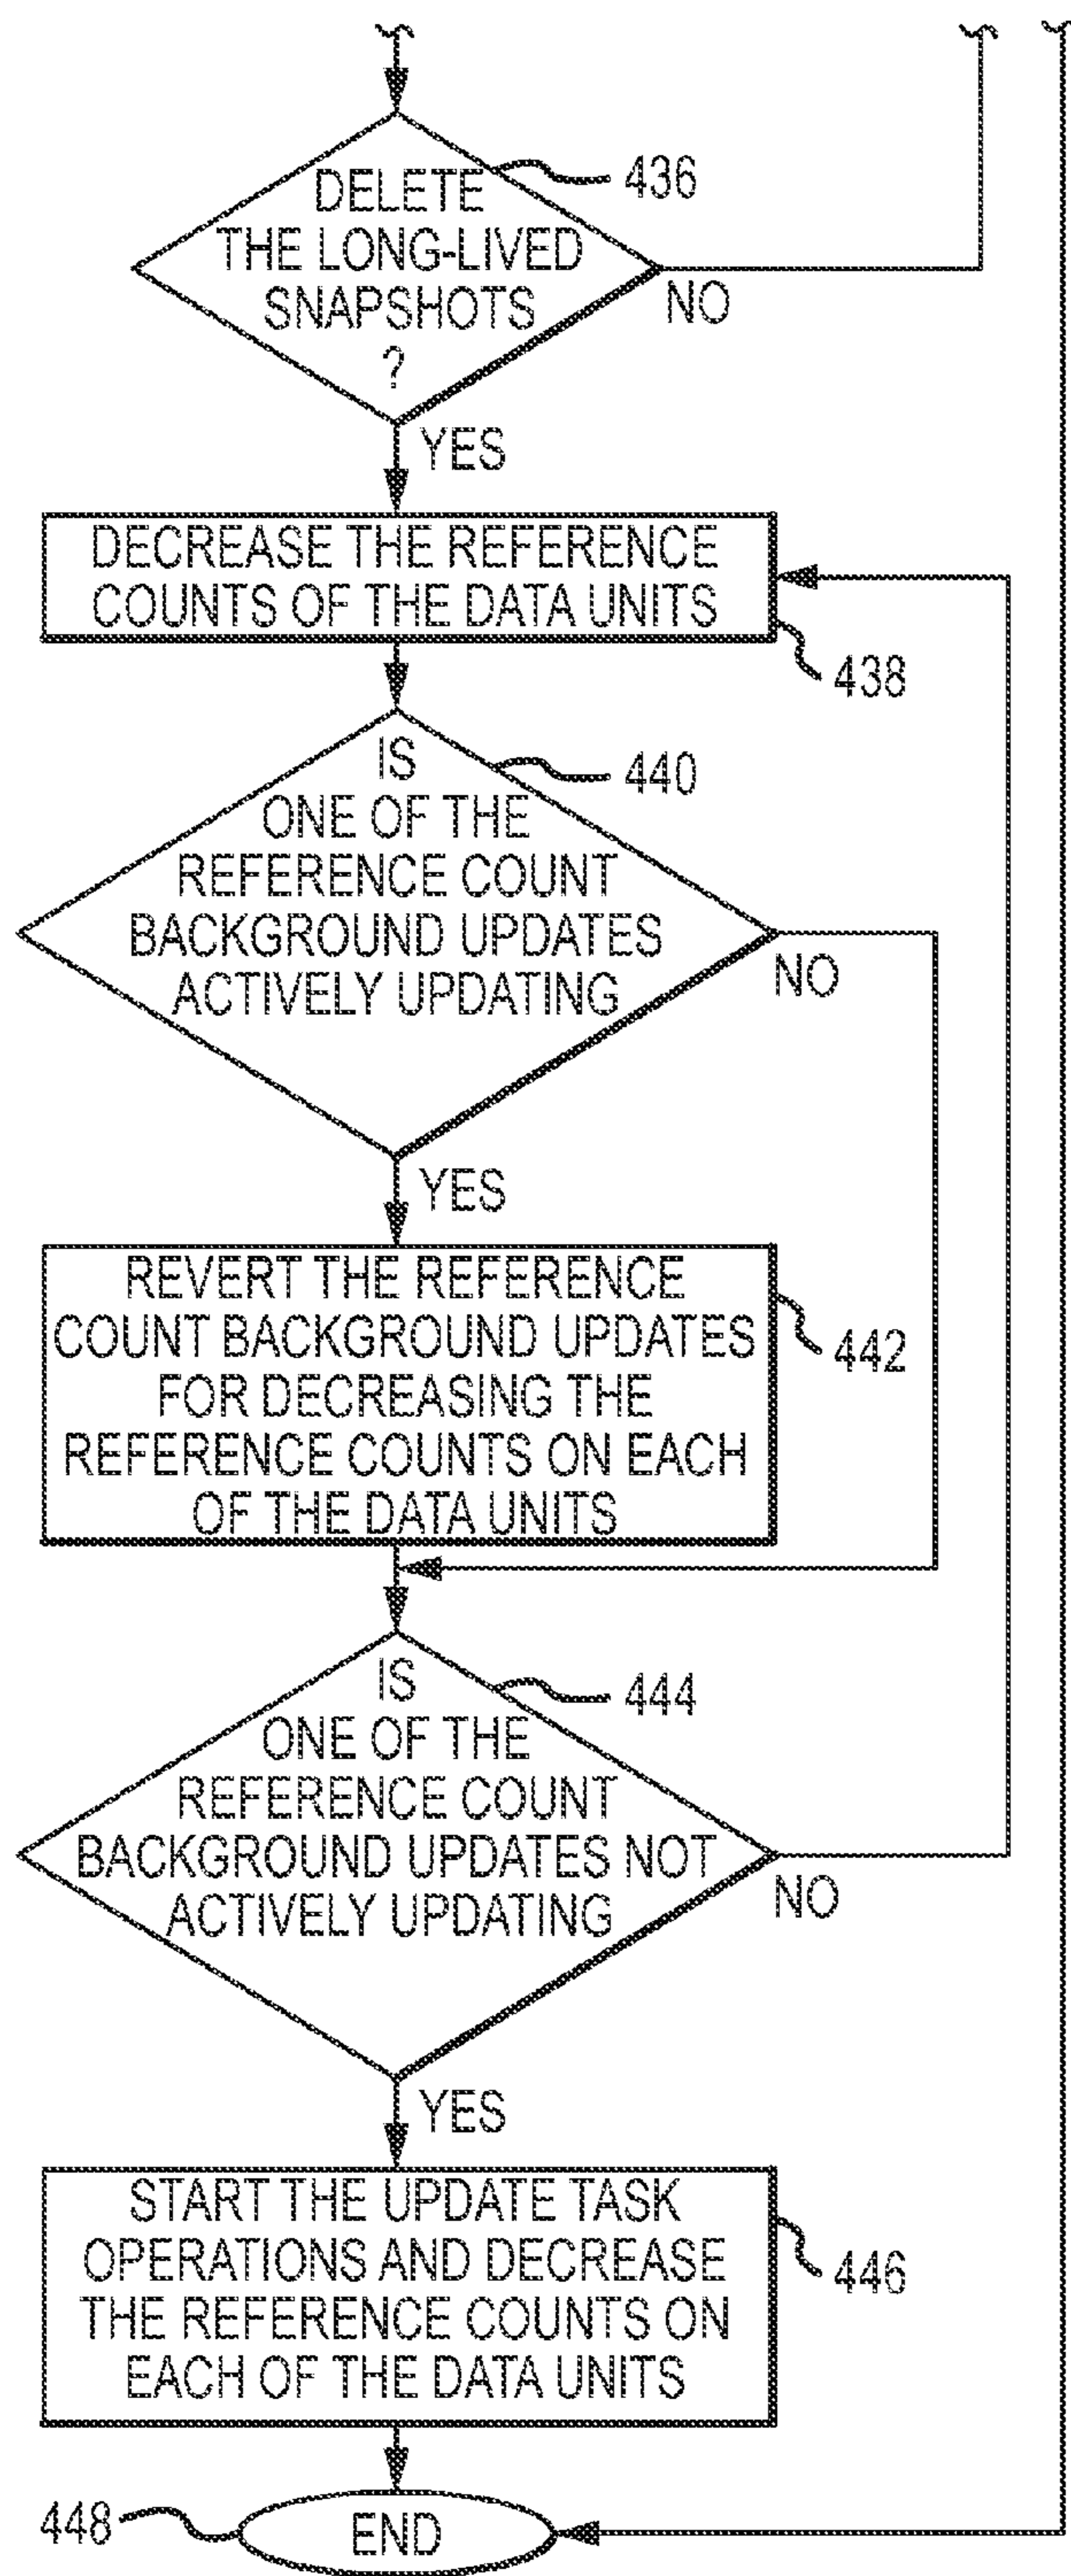 DELETE
THE LONG-LIVED
SNAPSHOTS
?
436
NO
YES
DECREASE THE REFERENCE
COUNTS OF THE DATA UNITS
438
IS
ONE OF THE
REFERENCE COUNT
BACKGROUND UPDATES
ACTIVELY UPDATING
440
NO
YES
REVERT THE REFERENCE
COUNT BACKGROUND UPDATES
FOR DECREASING THE
REFERENCE COUNTS ON EACH
OF THE DATA UNITS
442
IS
ONE OF THE
REFERENCE COUNT
BACKGROUND UPDATES NOT
ACTIVELY UPDATING
444
NO
YES
START THE UPDATE TASK
OPERATIONS AND DECREASE
THE REFERENCE COUNTS ON
EACH OF THE DATA UNITS
446
448
END